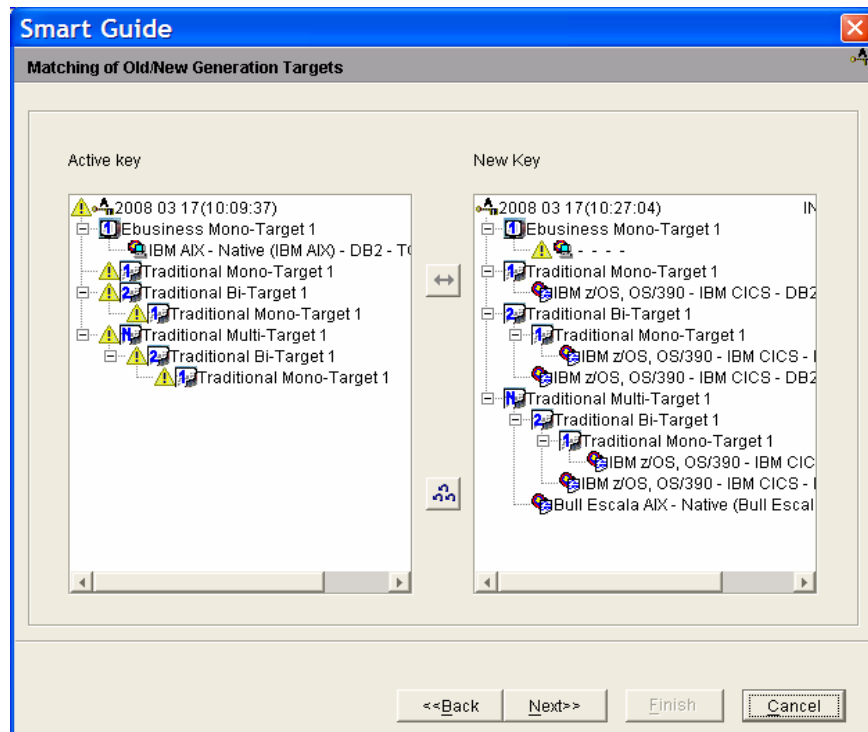 Smart Guide
Matching of Old/New Generation Targets
Active key
2008 03 17(10:09:37)
Ebusiness Mono-Target 1
IBM AIX - Native (IBM AIX) - DB2 - TO
Traditional Mono-Target 1
Traditional Bi-Target 1
Traditional Mono-Target 1
Traditional Multi-Target 1
Traditional Bi-Target 1
Traditional Mono-Target 1
New Key
2008 03 17(10:27:04) IN
Ebusiness Mono-Target 1
- - - -
Traditional Mono-Target 1
IBM z/OS, OS/390 - IBM CICS - DB2
Traditional Bi-Target 1
Traditional Mono-Target 1
IBM z/OS, OS/390 - IBM CICS - I
IBM z/OS, OS/390 - IBM CICS - DB2
Traditional Multi-Target 1
Traditional Bi-Target 1
Traditional Mono-Target 1
IBM z/OS, OS/390 - IBM CIC
IBM z/OS, OS/390 - IBM CICS - I
Bull Escala AIX - Native (Bull Escal
<<Back Next>> Finish Cancel